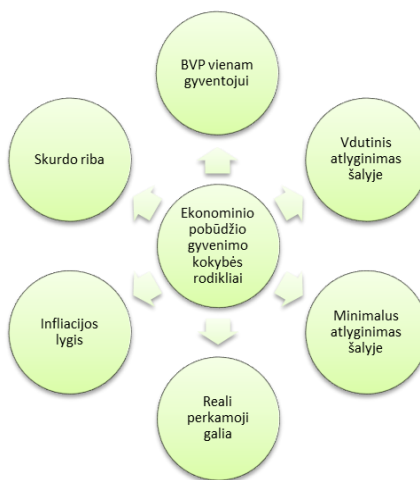 BVP vienam
gyventojui
Skurdo riba
Vdutinis
atlyginimas
šalyje
Ekonominio
pobūdžio
gyvenimo
kokybės
rodikliai
Infliacijos
lygis
Minimalus
atlyginimas
šalyje
Reali
perkamoji
galia